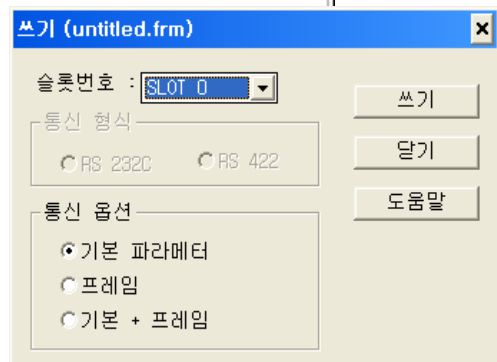 쓰기 (untitled.frm)
슬롯번호 : SLOT 0
쓰기
통신 형식
RS 232C RS 422
닫기
도움말
통신 옵션
기본 파라메터
프레임
기본 + 프레임